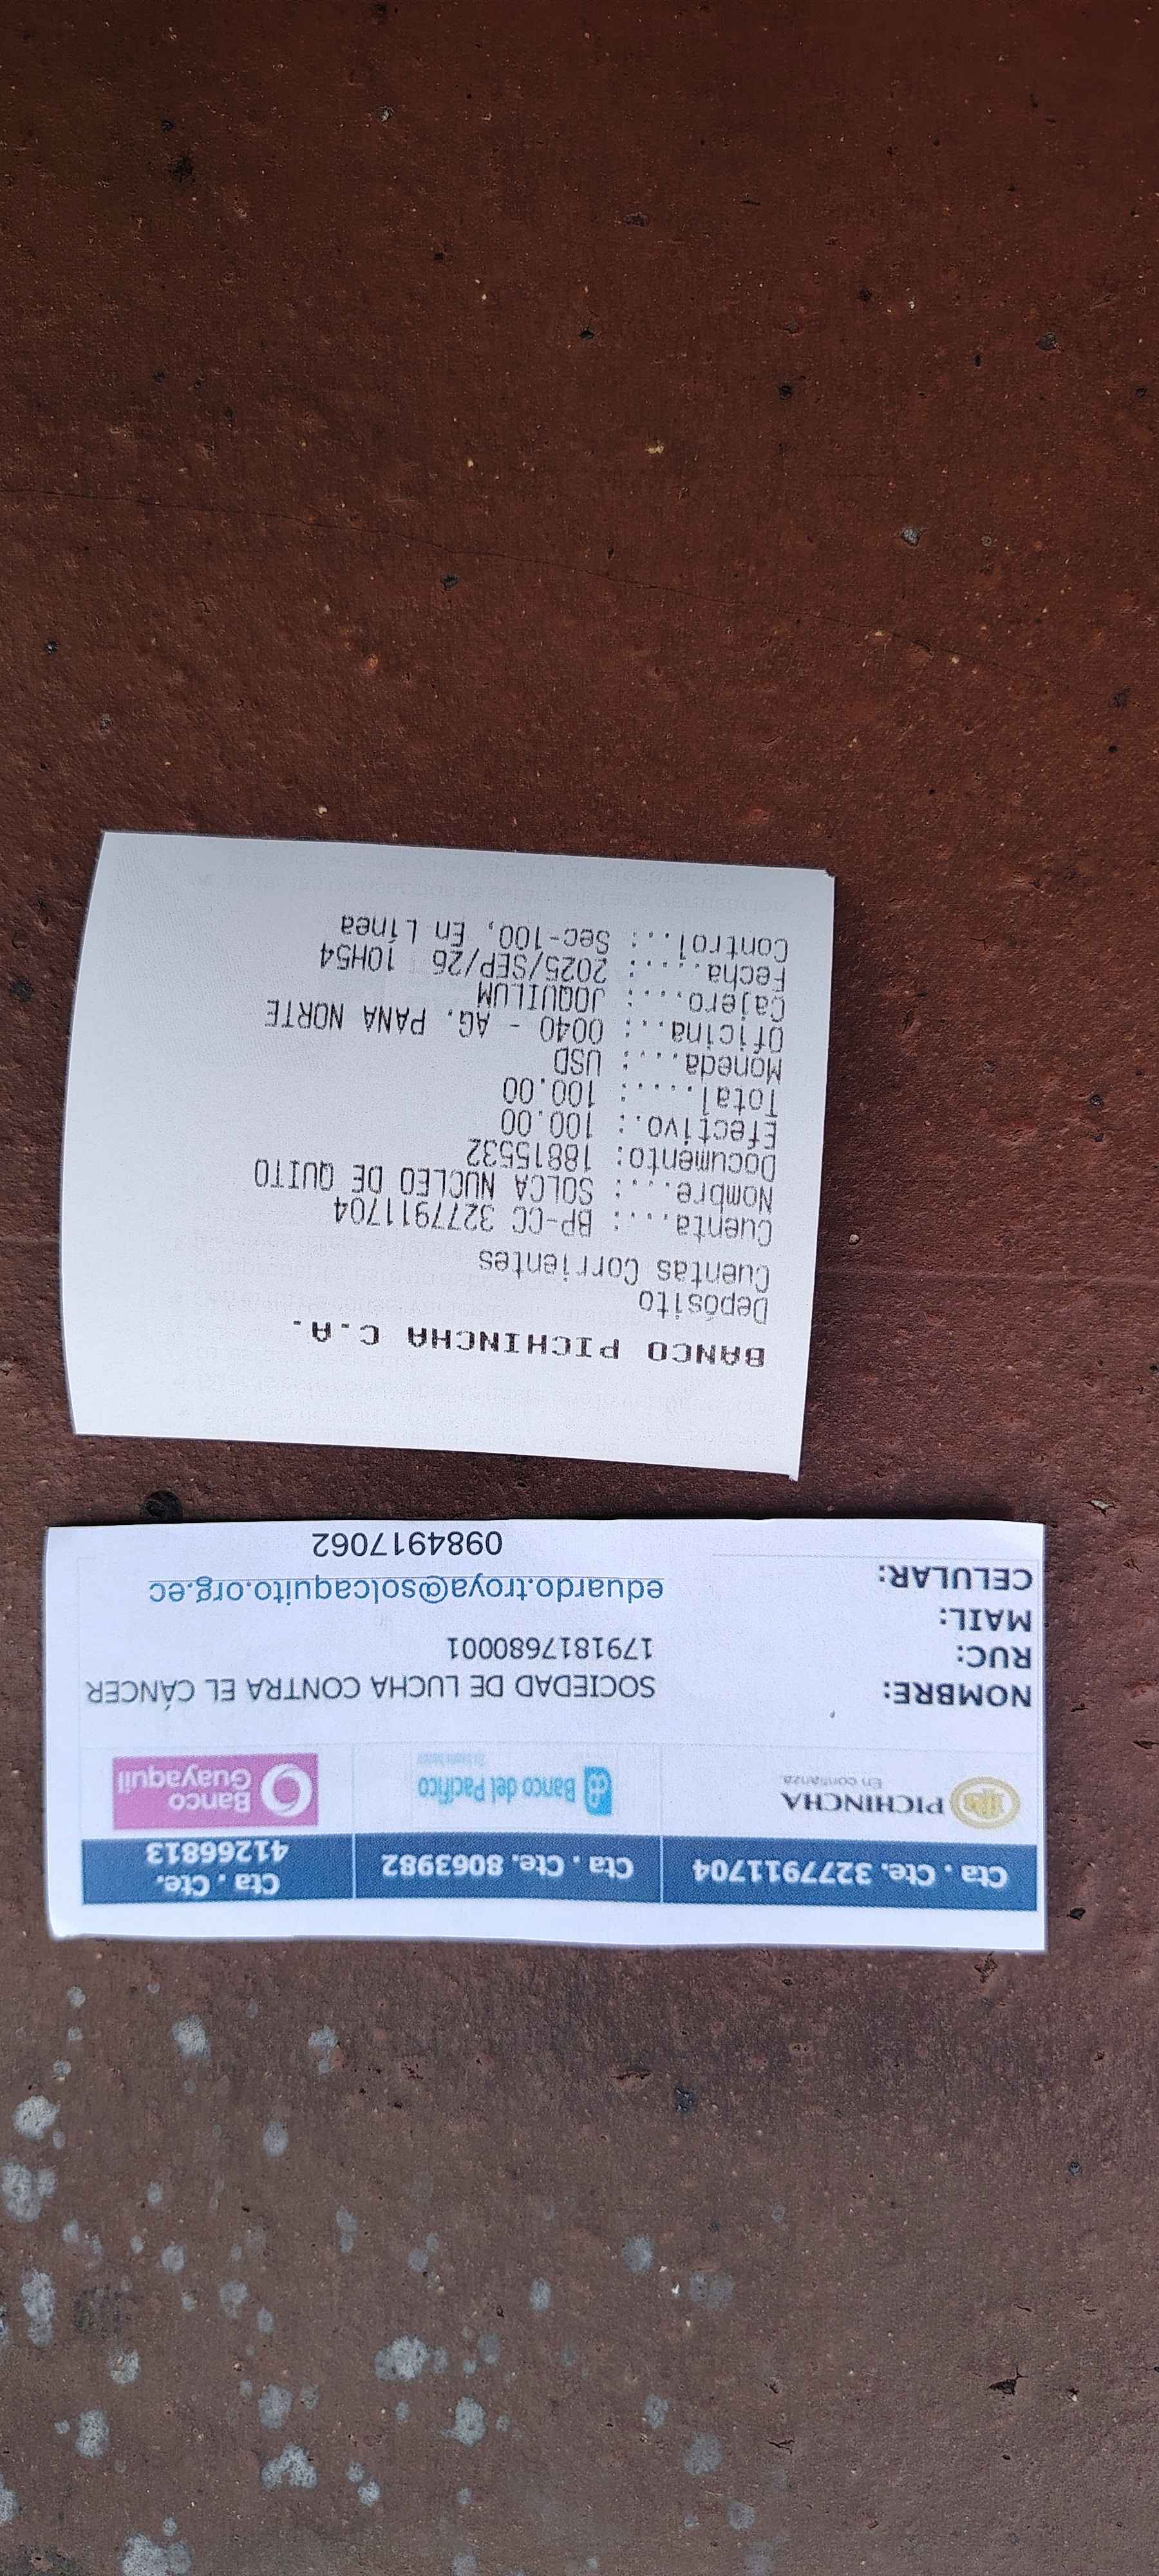 Cta . Cte. 3277911704
Cta . Cte. 8063982
Cta . Cte.
41266813
PICHINCHA
En confianza.
Banco del Pacífico
Banco
Guayaquil
NOMBRE: SOCIEDAD DE LUCHA CONTRA EL CÁNCER
RUC: 1791817680001
MAIL: eduardo.troya@solcaquito.org.ec
CELULAR: 0984917062
BANCO PICHINCHA C.A.
Depósito
Cuentas Corrientes
Cuenta...: BP-CC 3277911704
Nombre...: SOLCA NUCLEO DE QUITO
Documento: 18815532
Efectivo.: 100.00
Total....: 100.00
Moneda...: USD
Oficina..: 0040 - AG. PANA NORTE
Cajero...: JOQUILUM
Fecha....: 2025/SEP/26 10H54
Control..: Sec-100, En Línea